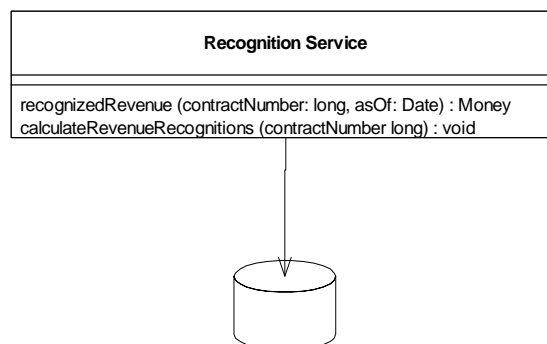 Recognition Service
recognizedRevenue (contractNumber: long, asOf: Date) : Money
calculateRevenueRecognitions (contractNumber long) : void